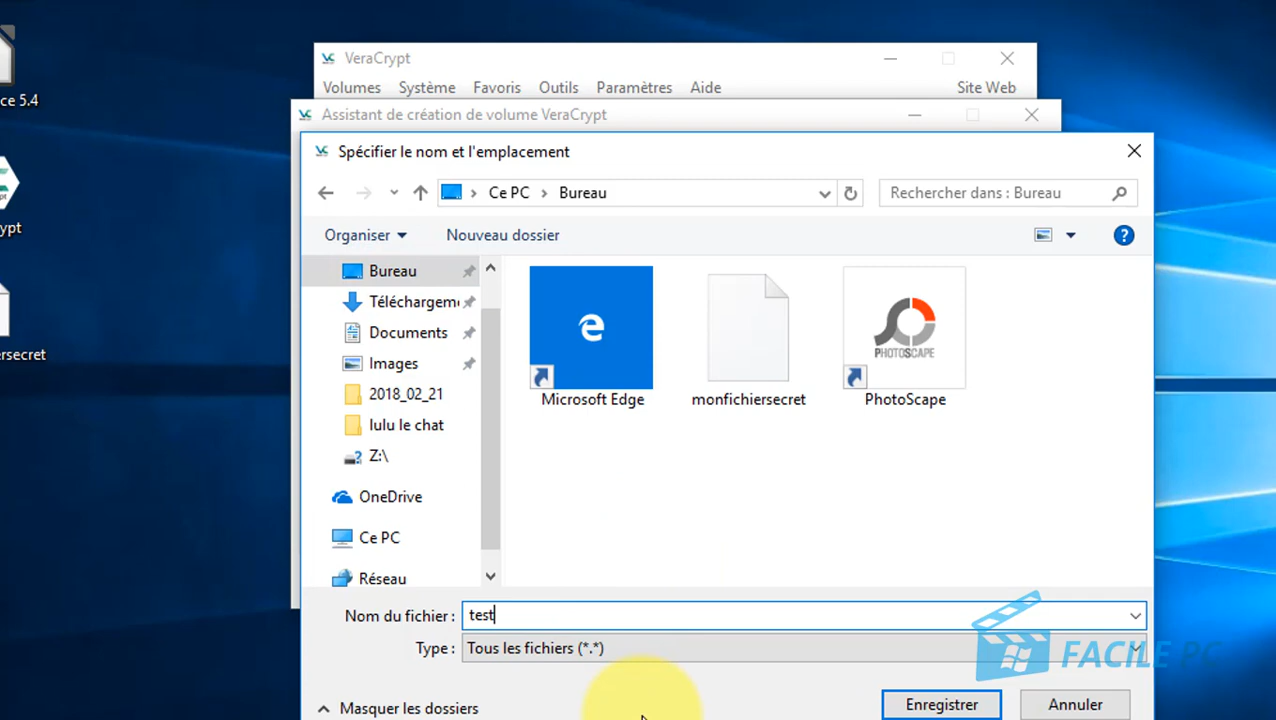 ce 5.4
ypt
ersecret
VeraCrypt
Volumes Système Favoris Outils Paramètres Aide Site Web
Assistant de création de volume VeraCrypt
Spécifier le nom et l'emplacement
Ce PC Bureau
Rechercher dans : Bureau
Organiser Nouveau dossier
Bureau
Téléchargem
Documents
Images
2018_02_21
lulu le chat
Z:\
OneDrive
Ce PC
Réseau
Microsoft Edge
monfichiersecret
PHOTOSCAPE
PhotoScape
Nom du fichier : test
Type : Tous les fichiers (*.*)
FACILE PC
Masquer les dossiers
Enregistrer Annuler